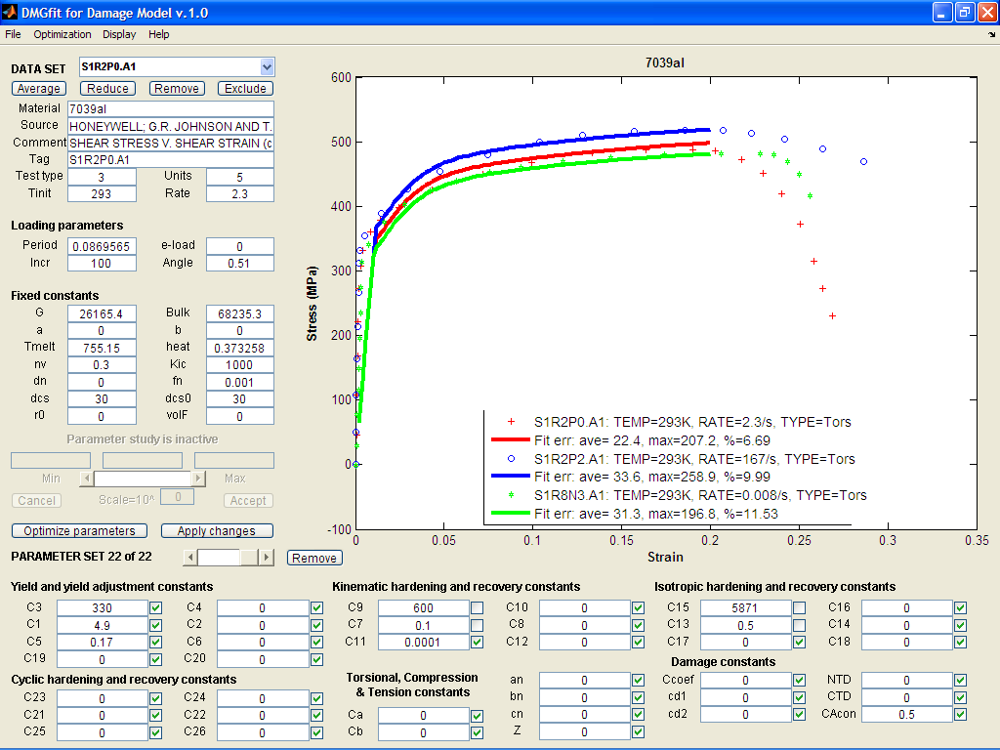 DMGfit for Damage Model v.1.0
File Optimization Display Help
DATA SET S1R2P0.A1
Average Reduce Remove Exclude
Material 7039al
Source HONEYWELL; G.R. JOHNSON AND T.
Comment SHEAR STRESS V. SHEAR STRAIN (c
Tag S1R2P0.A1
Test type 3 Units 5
Tinit 293 Rate 2.3
Loading parameters
Period 0.0869565 e-load 0
Incr 100 Angle 0.51
Fixed constants
G 26165.4 Bulk 68235.3
a 0 b 0
Tmelt 755.15 heat 0.373258
nv 0.3 Kic 1000
dn 0 fn 0.001
dcs 30 dcs0 30
r0 0 volF 0
Parameter study is inactive
Min Max
Cancel Scale=10^ 0 Accept
Optimize parameters Apply changes
PARAMETER SET 22 of 22 Remove
7039al
600
500
400
300
200
100
0
-100
Stress (MPa)
0 0.05 0.1 0.15 0.2 0.25 0.3 0.35
Strain
S1R2P0.A1: TEMP=293K, RATE=2.3/s, TYPE=Tors
Fit err: ave= 22.4, max=207.2, %=6.69
S1R2P2.A1: TEMP=293K, RATE=167/s, TYPE=Tors
Fit err: ave= 33.6, max=258.9, %=9.99
S1R8N3.A1: TEMP=293K, RATE=0.008/s, TYPE=Tors
Fit err: ave= 31.3, max=196.8, %=11.53
Yield and yield adjustment constants
C3 330 C4 0
C1 4.9 C2 0
C5 0.17 C6 0
C19 0 C20 0
Cyclic hardening and recovery constants
C23 0 C24 0
C21 0 C22 0
C25 0 C26 0
Kinematic hardening and recovery constants
C9 600 C10 0
C7 0.1 C8 0
C11 0.0001 C12 0
Torsional, Compression
& Tension constants
Ca 0
Cb 0
an 0
bn 0
cn 0
Z 0
Isotropic hardening and recovery constants
C15 5871 C16 0
C13 0.5 C14 0
C17 0 C18 0
Damage constants
Ccoef 0 NTD 0
cd1 0 CTD 0
cd2 0 CAcon 0.5